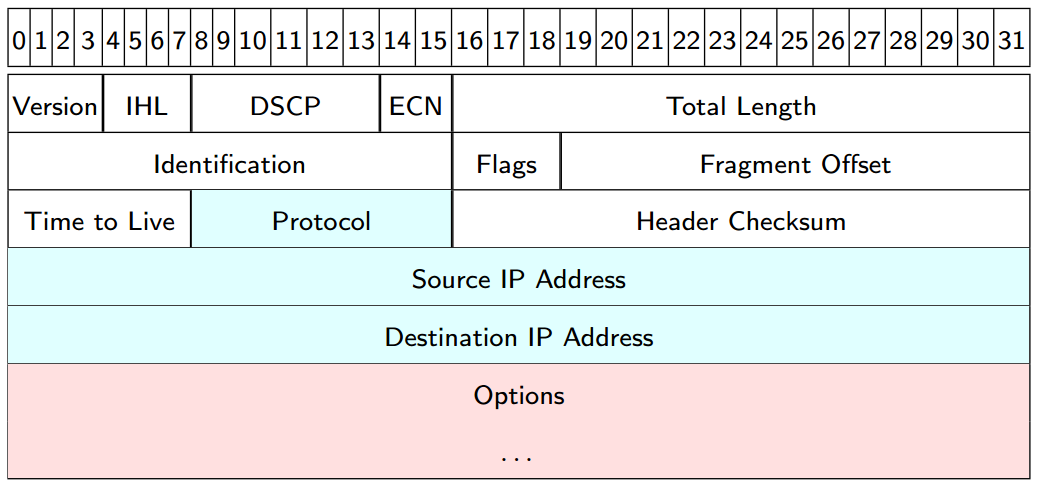 0 1 2 3 4 5 6 7 8 9 10 11 12 13 14 15 16 17 18 19 20 21 22 23 24 25 26 27 28 29 30 31
Version IHL DSCP ECN Total Length
Identification Flags Fragment Offset
Time to Live Protocol Header Checksum
Source IP Address
Destination IP Address
Options
...